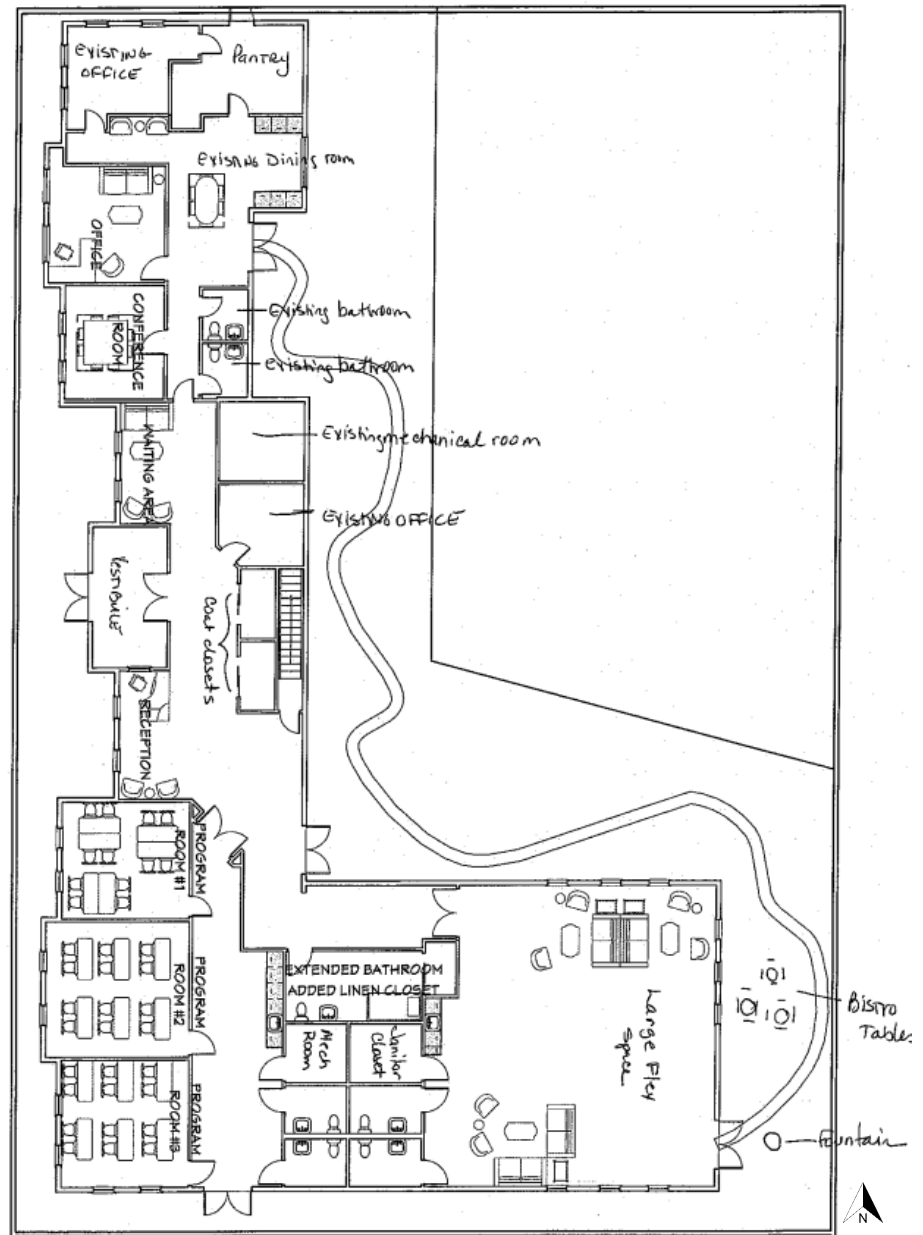 EXISTING
OFFICE
PANTRY
EXISTING Dining room
OFFICE
CONFERENCE
ROOM
Existing bathroom
Existing bathroom
WAITING AREA
Existing mechanical room
EXISTING OFFICE
VESTIBULE
Coat closets
RECEPTION
PROGRAM
ROOM #1
PROGRAM
ROOM #2
PROGRAM
ROOM #3
EXTENDED BATHROOM
ADDED LINEN CLOSET
Mech
Room
Janitor
Closet
Large Flex
Space
Bistro
Tables
Fountain
N